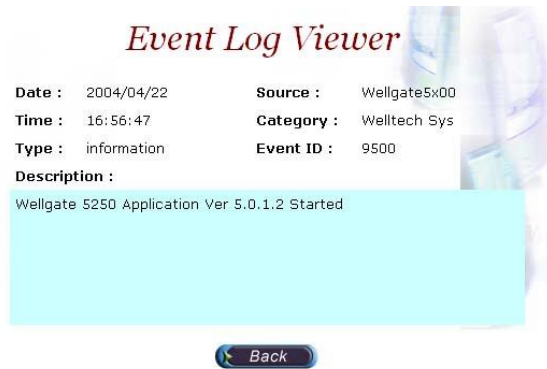 Event Log Viewer
Date : 2004/04/22 Source : Wellgate5x00
Time : 16:56:47 Category : Welltech Sys
Type : information Event ID : 9500
Description :
Wellgate 5250 Application Ver 5.0.1.2 Started
Back